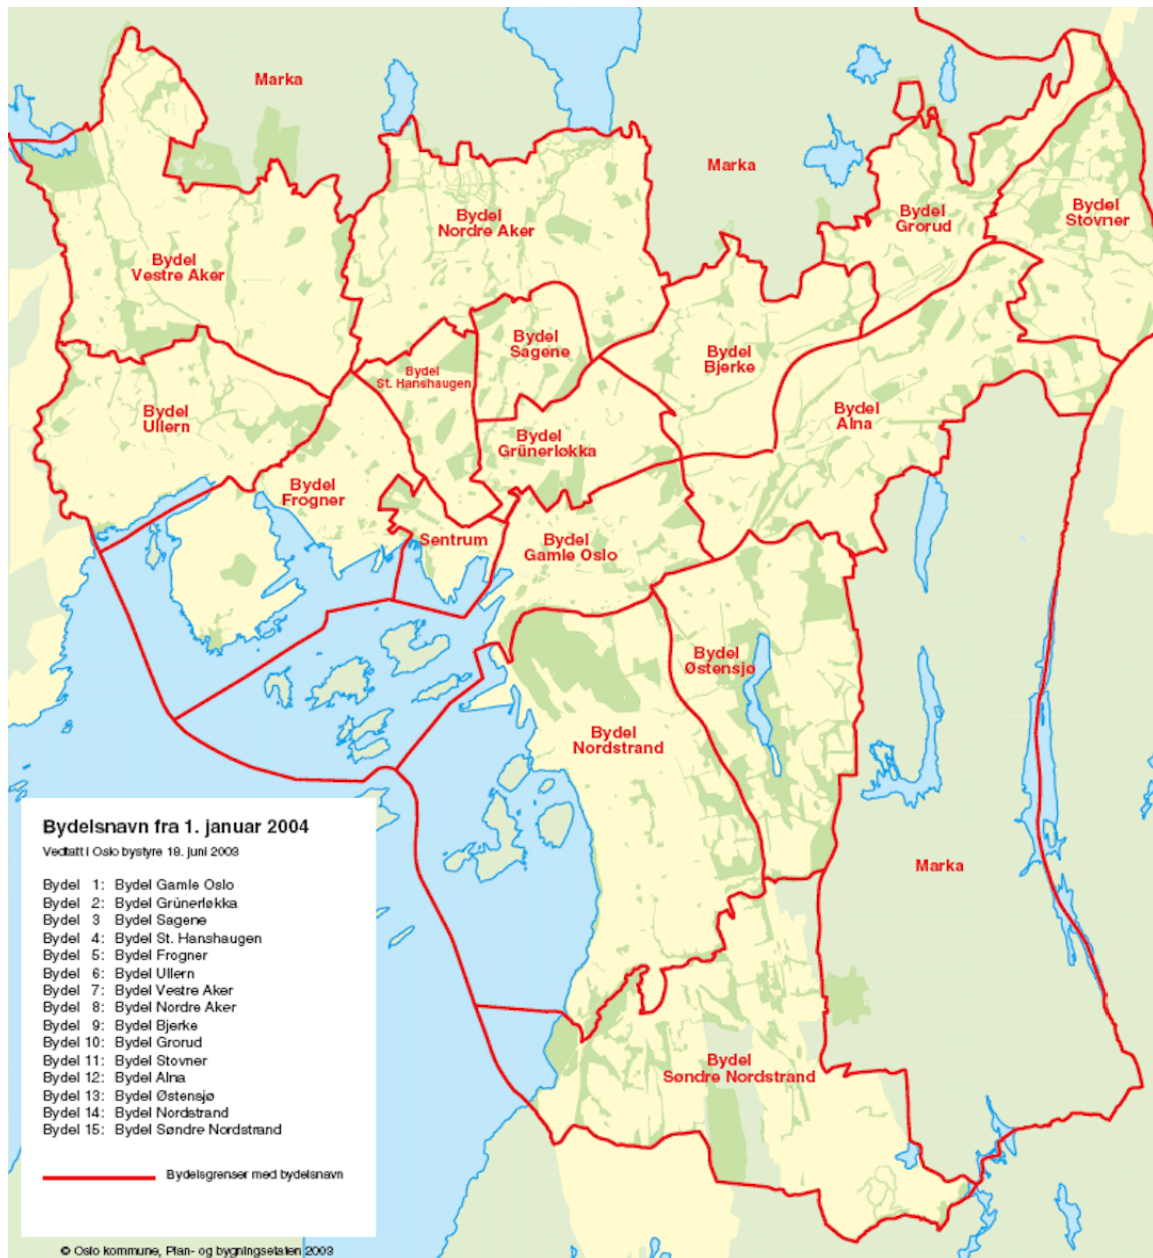 Marka
Marka
Bydel
Nordre Aker
Bydel
Grorud
Bydel
Stovner
Bydel
Vestre Aker
Bydel
Sagene
Bydel
Bjerke
Bydel
St. Hanshaugen
Bydel
Ullern
Bydel
Alna
Bydel
Grünerløkka
Bydel
Frogner
Sentrum
Bydel
Gamle Oslo
Bydel
Østensjø
Bydel
Nordstrand
Marka
Bydel
Søndre Nordstrand
Bydelsnavn fra 1. januar 2004
Vedtatt i Oslo bystyre 18. juni 2003
Bydel 1: Bydel Gamle Oslo
Bydel 2: Bydel Grünerløkka
Bydel 3 Bydel Sagene
Bydel 4: Bydel St. Hanshaugen
Bydel 5: Bydel Frogner
Bydel 6: Bydel Ullern
Bydel 7: Bydel Vestre Aker
Bydel 8: Bydel Nordre Aker
Bydel 9: Bydel Bjerke
Bydel 10: Bydel Grorud
Bydel 11: Bydel Stovner
Bydel 12: Bydel Alna
Bydel 13: Bydel Østensjø
Bydel 14: Bydel Nordstrand
Bydel 15: Bydel Søndre Nordstrand
Bydelsgrenser med bydelsnavn
© Oslo kommune, Plan- og bygningsetaten 2003